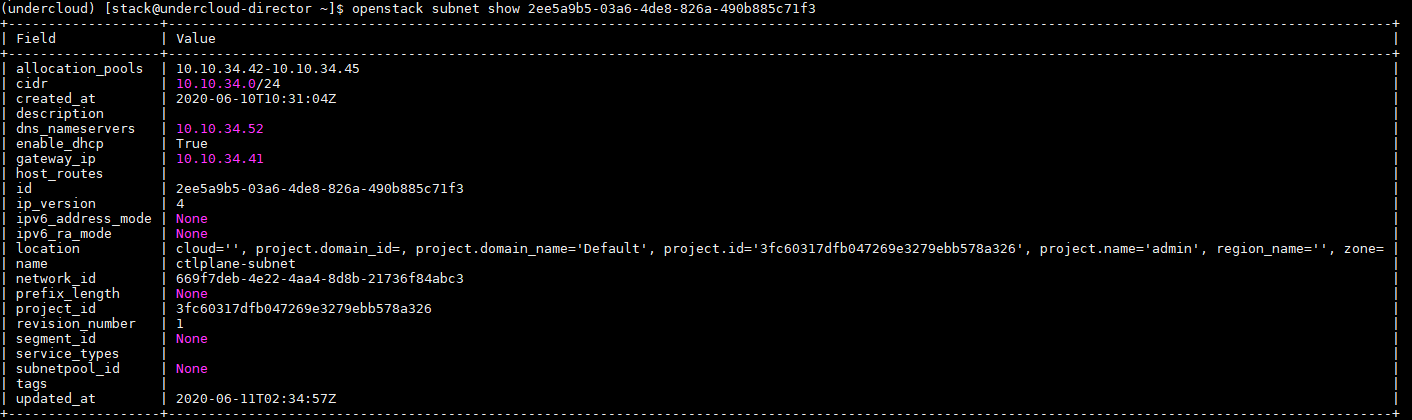 (undercloud) [stack@undercloud-director ~]$ openstack subnet show 2ee5a9b5-03a6-4de8-826a-490b885c71f3
+-------------------+--------------------------------------------------------------------------------------------------------------------------------------------------------+
| Field             | Value                                                                                                                                                  |
+-------------------+--------------------------------------------------------------------------------------------------------------------------------------------------------+
| allocation_pools  | 10.10.34.42-10.10.34.45                                                                                                                                |
| cidr              | 10.10.34.0/24                                                                                                                                          |
| created_at        | 2020-06-10T10:31:04Z                                                                                                                                   |
| description       |                                                                                                                                                        |
| dns_nameservers   | 10.10.34.52                                                                                                                                            |
| enable_dhcp       | True                                                                                                                                                   |
| gateway_ip        | 10.10.34.41                                                                                                                                            |
| host_routes       |                                                                                                                                                        |
| id                | 2ee5a9b5-03a6-4de8-826a-490b885c71f3                                                                                                                   |
| ip_version        | 4                                                                                                                                                      |
| ipv6_address_mode | None                                                                                                                                                   |
| ipv6_ra_mode      | None                                                                                                                                                   |
| location          | cloud='', project.domain_id=, project.domain_name='Default', project.id='3fc60317dfb047269e3279ebb578a326', project.name='admin', region_name='', zone= |
| name              | ctlplane-subnet                                                                                                                                        |
| network_id        | 669f7deb-4e22-4aa4-8d8b-21736f84abc3                                                                                                                   |
| prefix_length     | None                                                                                                                                                   |
| project_id        | 3fc60317dfb047269e3279ebb578a326                                                                                                                       |
| revision_number   | 1                                                                                                                                                      |
| segment_id        | None                                                                                                                                                   |
| service_types     |                                                                                                                                                        |
| subnetpool_id     | None                                                                                                                                                   |
| tags              |                                                                                                                                                        |
| updated_at        | 2020-06-11T02:34:57Z                                                                                                                                   |
+-------------------+--------------------------------------------------------------------------------------------------------------------------------------------------------+